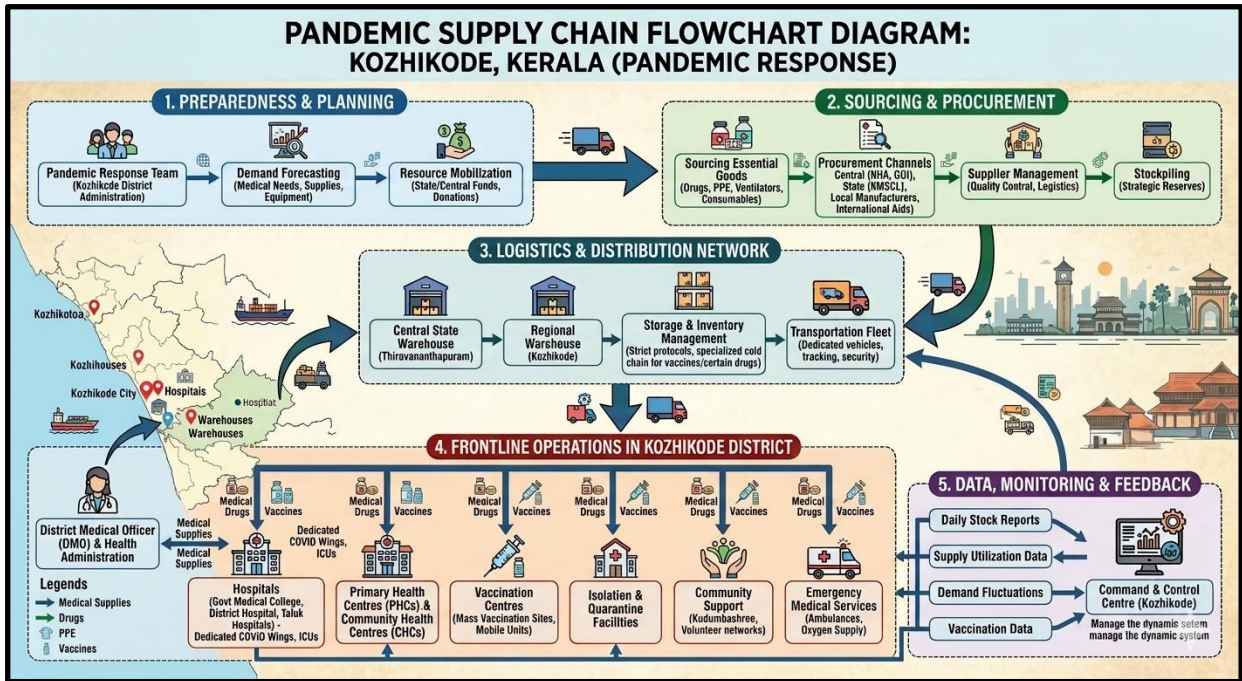 PANDEMIC SUPPLY CHAIN FLOWCHART DIAGRAM:
KOZHIKODE, KERALA (PANDEMIC RESPONSE)
1. PREPAREDNESS & PLANNING
Pandemic Response Team
(Kozhikcde District
Administration)
Demand Forecasting
(Medical Needs, Supplies,
Equipment)
Resource Mobilization
(State/Central Funds,
Donations)
2. SOURCING & PROCUREMENT
Sourcing Essential
Goods
(Drugs, PPE, Ventilators,
Consumables)
Procurement Channels
Central (NHA, GOI),
State (NMSCL),
Local Manufacturers,
International Aids)
Supplier Management
(Quality Contral, Logistics)
Stockpiling
(Strategic Reserves)
3. LOGISTICS & DISTRIBUTION NETWORK
Central State
Warehouse
(Thirovananthapuram)
Regional
Warshouse
(Kozhikode)
Storage & Inventory
Management
(Strict protocols, specialized cold
chain for vaccines/certain drugs)
Transportation Fleet
(Dedicated vehicles,
tracking, security)
Kozhikotoa
Kozhihouses
Kozhikode City
Hospitais
Hospitiat
Warehouses
Warehouses
4. FRONTLINE OPERATIONS IN KOZHIKODE DISTRICT
District Medical Officer
(DMO) & Health
Administration
Medical
Supplies
Medical
Supplies
Legends
Medical Supplies
Drugs
PPE
Vaccines
Medical
Drugs
Vaccines
Dedicated
COVID Wings,
ICUs
Hospitals
(Govt Medical College,
District Hospital, Taluk
Hospitals) -
Dedicated COViD Wings, ICUs
Medical
Drugs
Vaccines
Primary Health
Centres (PHCs).&
Community Health
Centres (CHCs)
Medical
Drugs
Vaccines
Vaccination
Centres
(Mass Vaccination Sites,
Mobile Units)
Medical
Drugs
Vaccines
Isolation &
Quarantine
Facillties
Medical
Drugs
Vaccines
Community
Support
(Kudumbashree,
Volunteer networks)
Medical
Drugs
Vaccines
Emergency
Medical Services
(Ambulances,
Oxygen Supply)
5. DATA, MONITORING & FEEDBACK
Daily Stock Reports
Supply Utilization Data
Demand Fluctuations
Vaccination Data
Command & Control
Centre (Kozhikode)
Manage the dynamic setem
manage the dynamic system